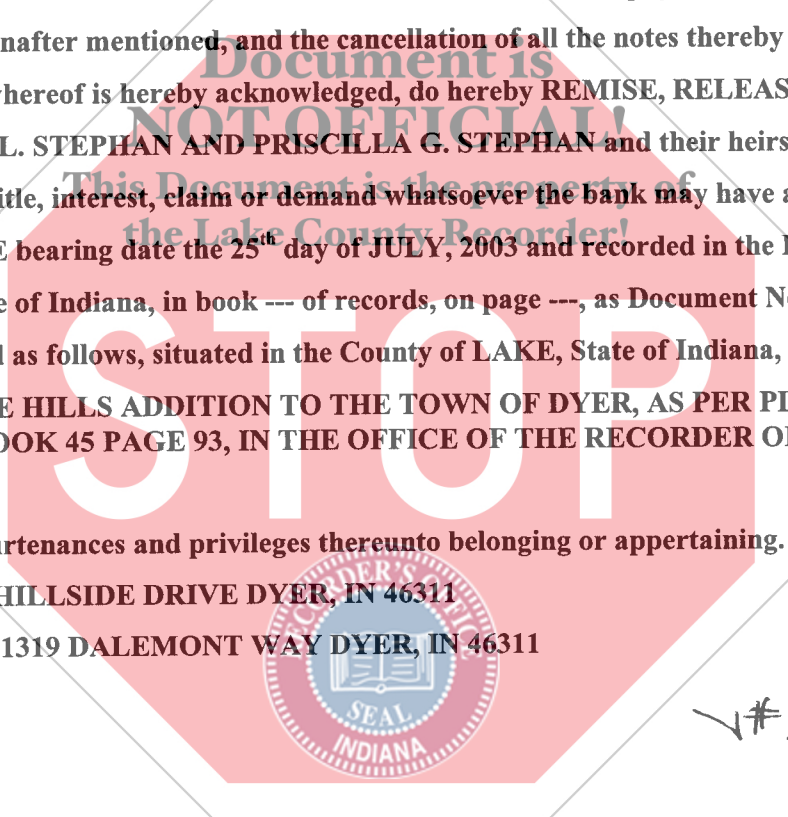 nafter mentioned, and the cancellation of all the notes thereby
Document is
whereof is hereby acknowledged, do hereby REMISE, RELEAS
NOT OFFICIAL!
L. STEPHAN AND PRISCILLA G. STEPHAN and their heirs
This Document is the property of
itle, interest, claim or demand whatsoever the bank may have a
the Lake County Recorder!
E bearing date the 25th day of JULY, 2003 and recorded in the
e of Indiana, in book --- of records, on page ---, as Document N
d as follows, situated in the County of LAKE, State of Indiana,
STOP
E HILLS ADDITION TO THE TOWN OF DYER, AS PER PL
OOK 45 PAGE 93, IN THE OFFICE OF THE RECORDER O
urtenances and privileges thereunto belonging or appertaining.
HILLSIDE DRIVE DYER, IN 46311
1319 DALEMONT WAY DYER, IN 46311
RECORDER'S OFFICE
SEAL
INDIANA